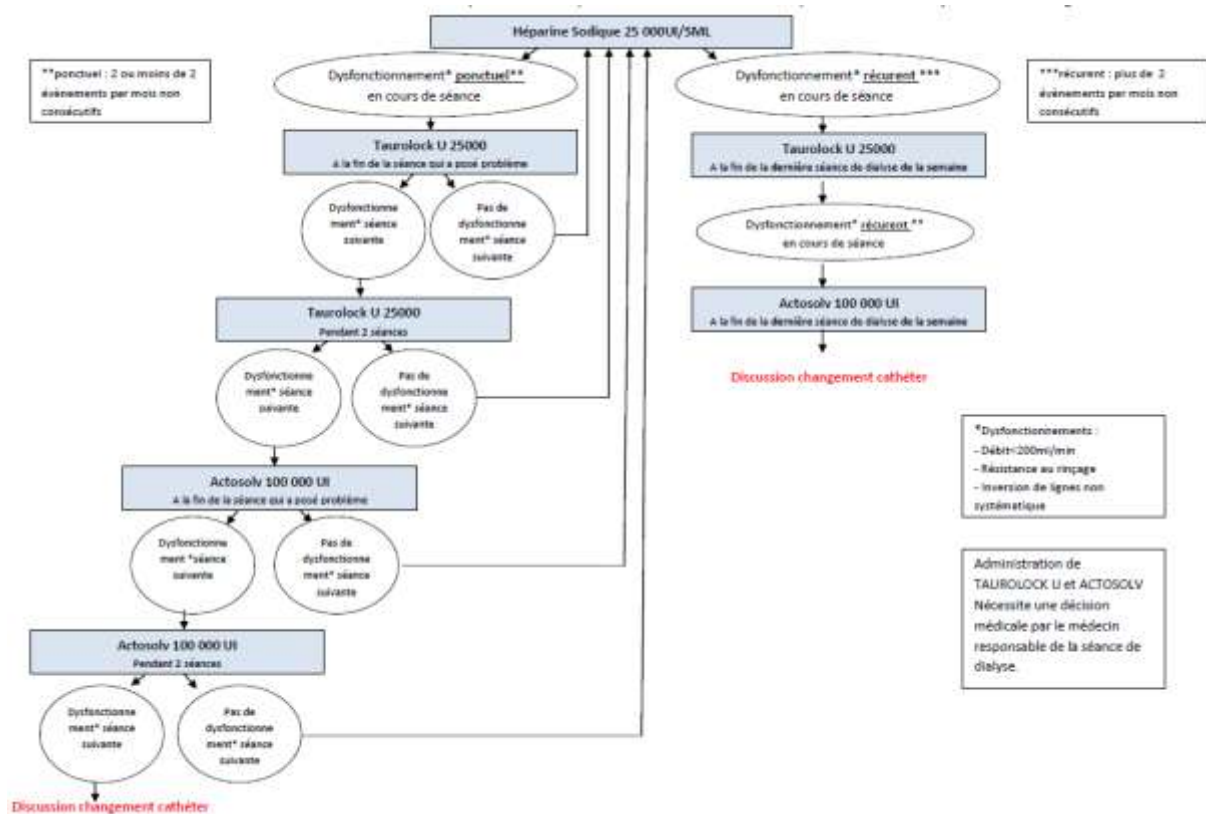 Héparine Sodique 25 000UI/5ML
**ponctuel : 2 ou moins de 2
évènements par mois non
consécutifs
Dysfonctionnement* ponctuel**
en cours de séance
Dysfonctionnement* récurent ***
en cours de séance
***récurent : plus de 2
évènements par mois non
consécutifs
Taurolock U 25000
A la fin de la séance qui a posé problème
Taurolock U 25000
A la fin de la dernière séance de dialyse de la semaine
Dysfonctionne
ment* séance
suivante
Pas de
dysfonctionne
ment* séance
suivante
Dysfonctionnement* récurent **
en cours de séance
Taurolock U 25000
Pendant 2 séances
Actosolv 100 000 UI
A la fin de la dernière séance de dialyse de la semaine
Dysfonctionne
ment* séance
suivante
Pas de
dysfonctionne
ment* séance
suivante
Discussion changement cathéter
Actosolv 100 000 UI
A la fin de la séance qui a posé problème
*Dysfonctionnements :
- Débit<200ml/min
- Résistance au rinçage
- Inversion de lignes non
systématique
Dysfonctionne
ment *séance
suivante
Pas de
dysfonctionne
ment* séance
suivante
Administration de
TAUROLOCK U et ACTOSOLV
Nécessite une décision
médicale par le médecin
responsable de la séance de
dialyse.
Actosolv 100 000 UI
Pendant 2 séances
Dysfonctionne
ment* séance
suivante
Pas de
dysfonctionne
ment* séance
suivante
Discussion changement cathéter